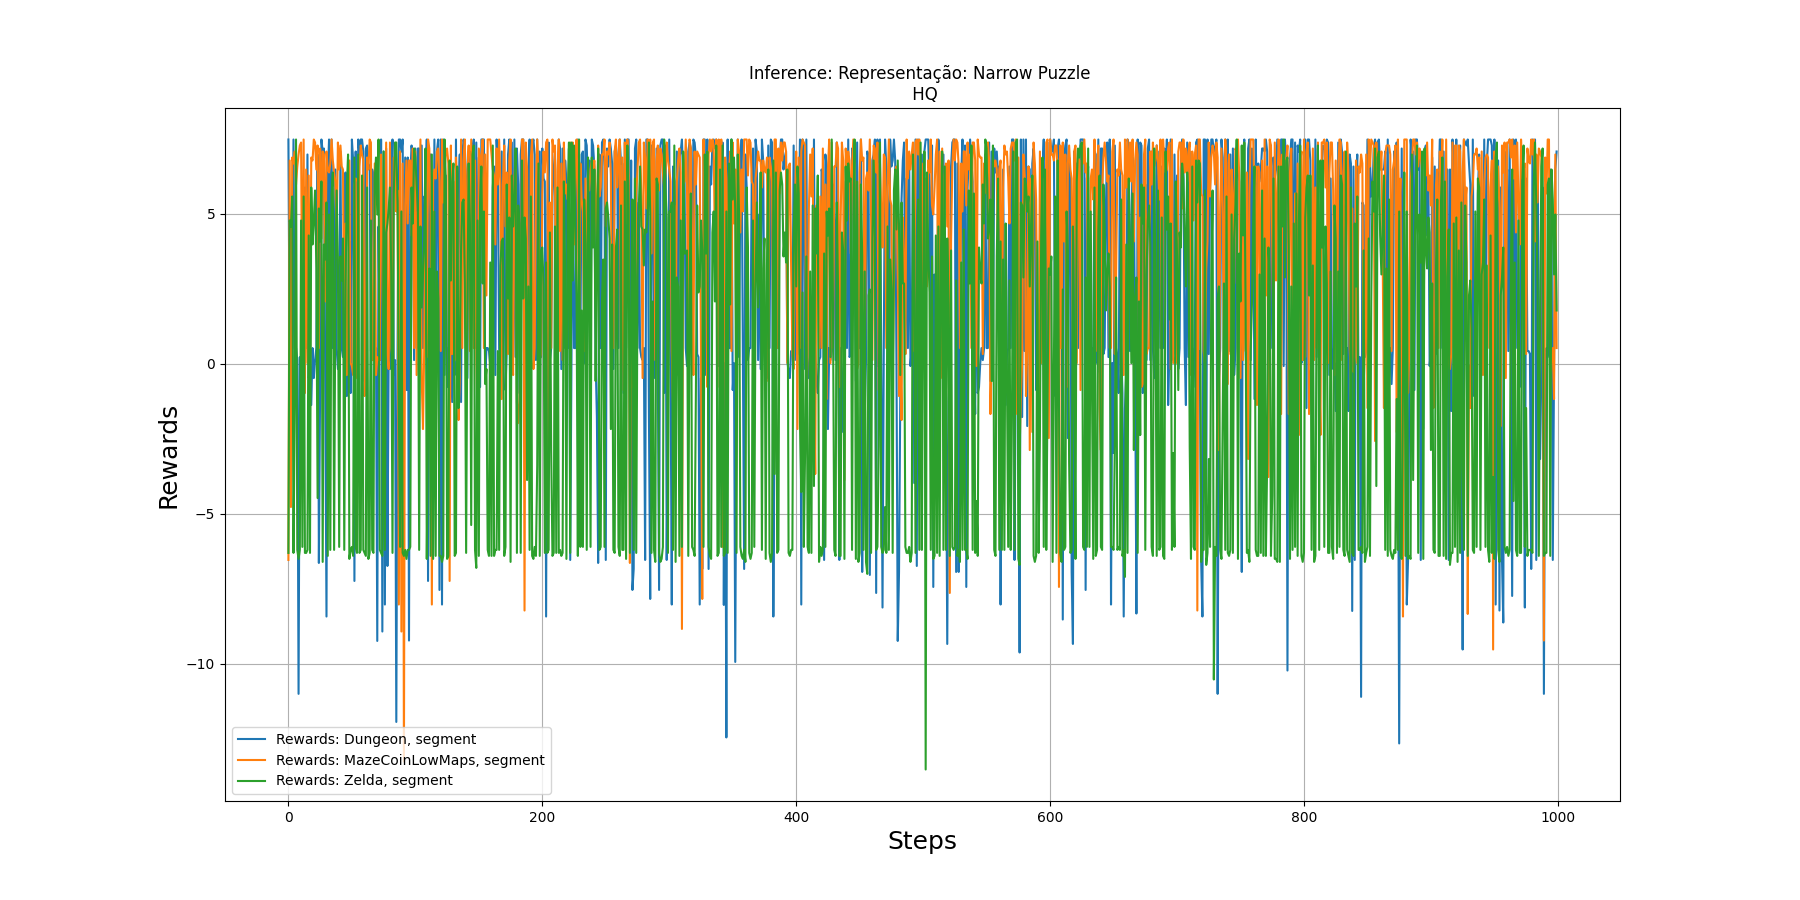 Inference: Representação: Narrow Puzzle
HQ
Rewards
5
0
−5
−10
Rewards: Dungeon, segment
Rewards: MazeCoinLowMaps, segment
Rewards: Zelda, segment
0
200
400
600
800
1000
Steps